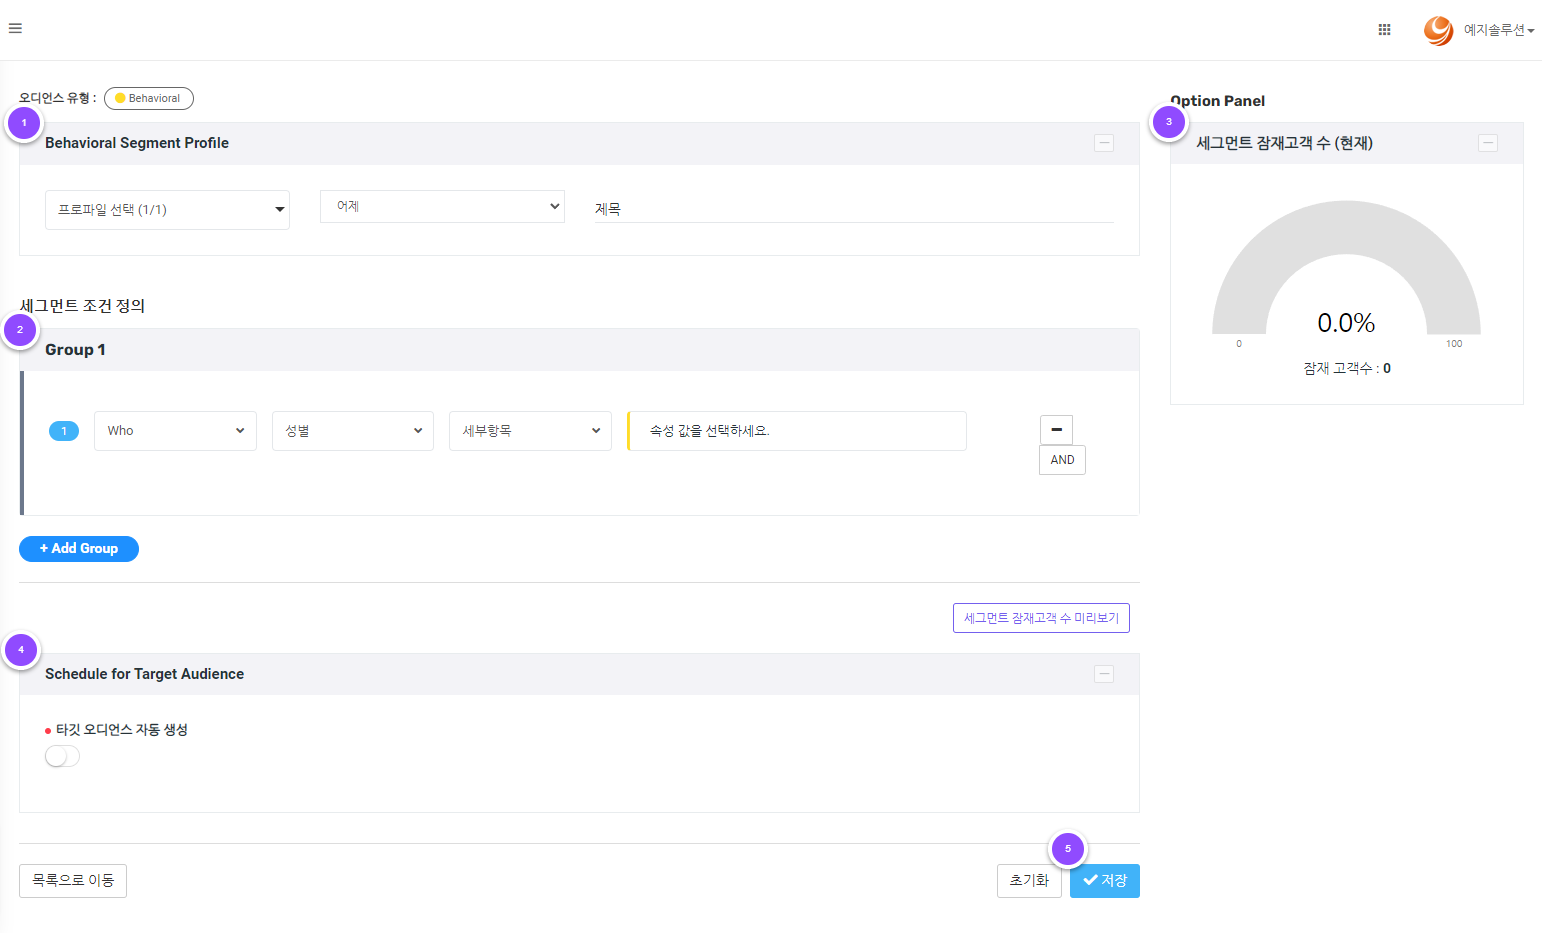 예지솔루션
오디언스 유형 : Behavioral
1
Behavioral Segment Profile
프로파일 선택 (1/1)
어제
제목
세그먼트 조건 정의
2
Group 1
1
Who
성별
세부항목
속성 값을 선택하세요.
AND
+ Add Group
세그먼트 잠재고객 수 미리보기
4
Schedule for Target Audience
타깃 오디언스 자동 생성
목록으로 이동
초기화
5
저장
Option Panel
3
세그먼트 잠재고객 수 (현재)
0.0%
0
100
잠재 고객수 : 0